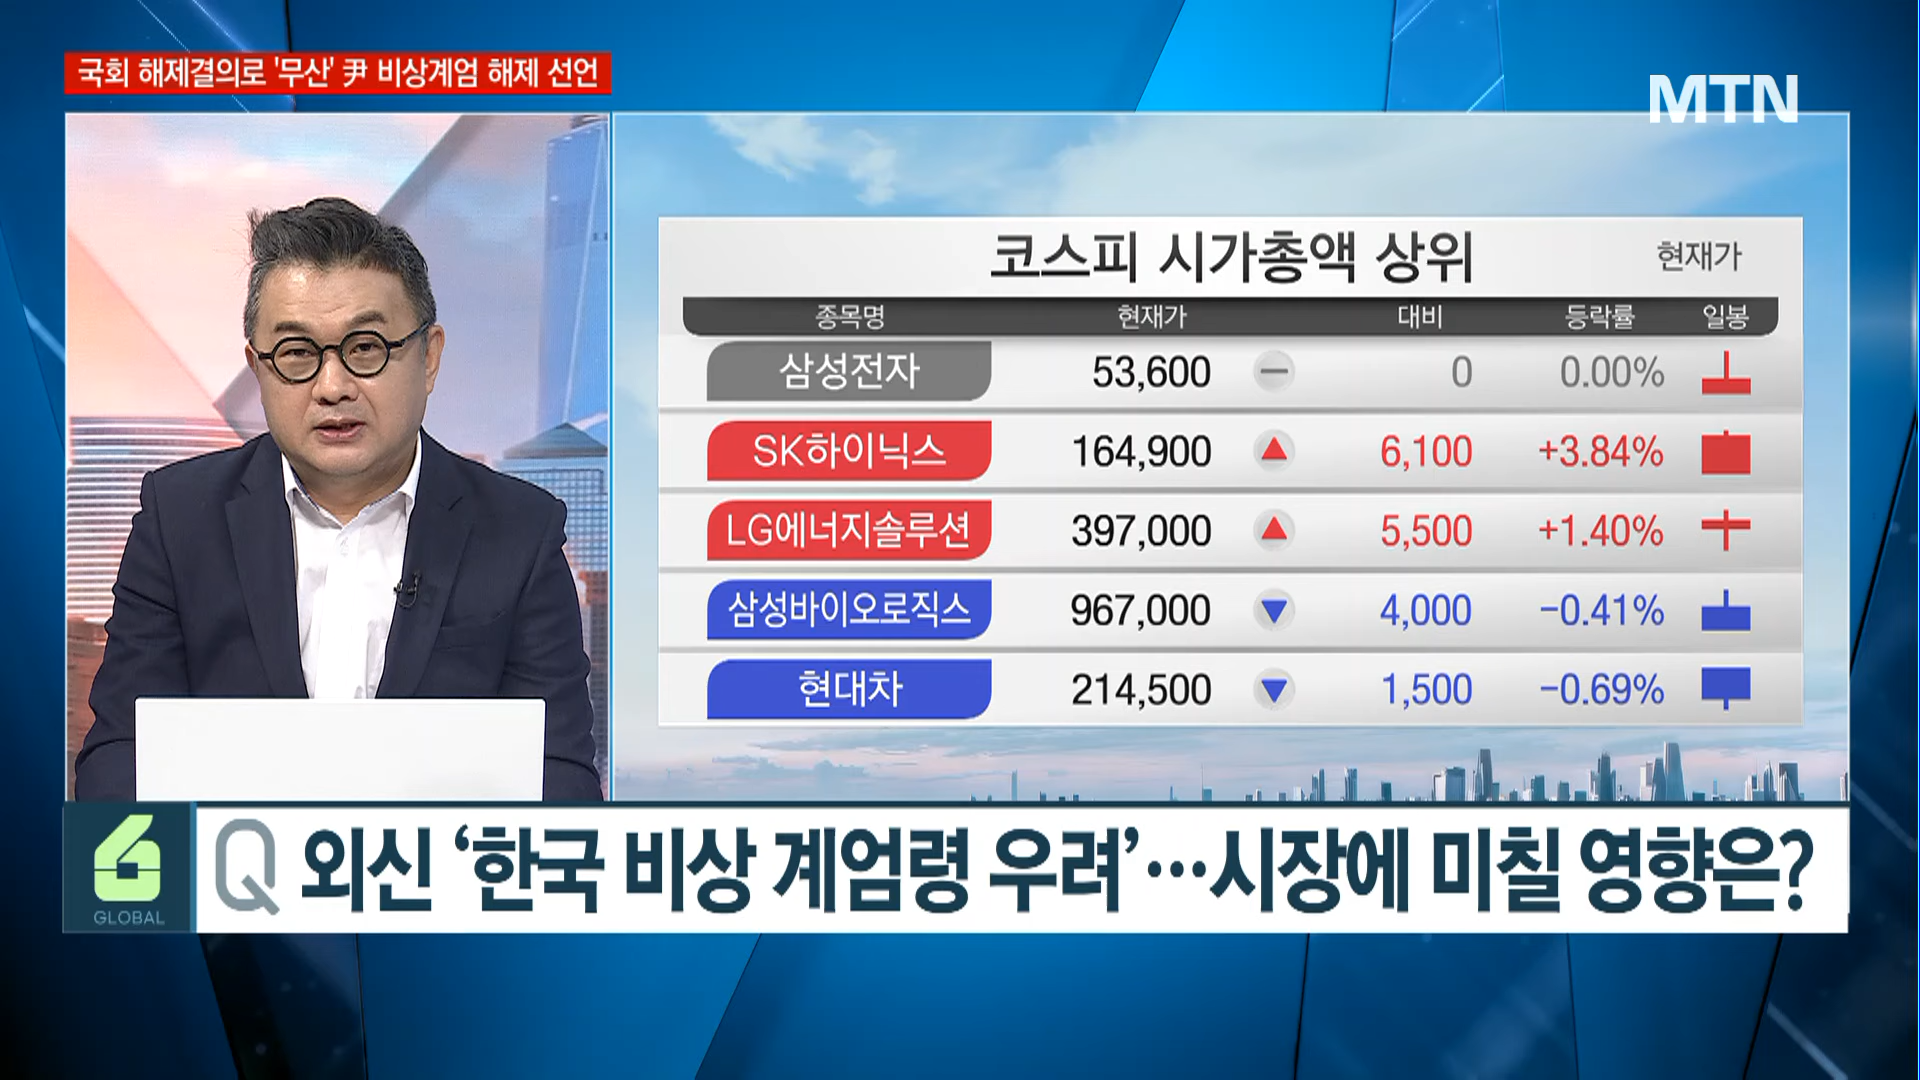 국회 해제결의로 '무산' 尹 비상계엄 해제 선언
MTN
코스피 시가총액 상위 현재가
종목명 현재가 대비 등락률 일봉
삼성전자 53,600 0 0.00%
SK하이닉스 164,900 ▲ 6,100 +3.84%
LG에너지솔루션 397,000 ▲ 5,500 +1.40%
삼성바이오로직스 967,000 ▼ 4,000 -0.41%
현대차 214,500 ▼ 1,500 -0.69%
6 Q 외신 ‘한국 비상 계엄령 우려’…시장에 미칠 영향은?
GLOBAL